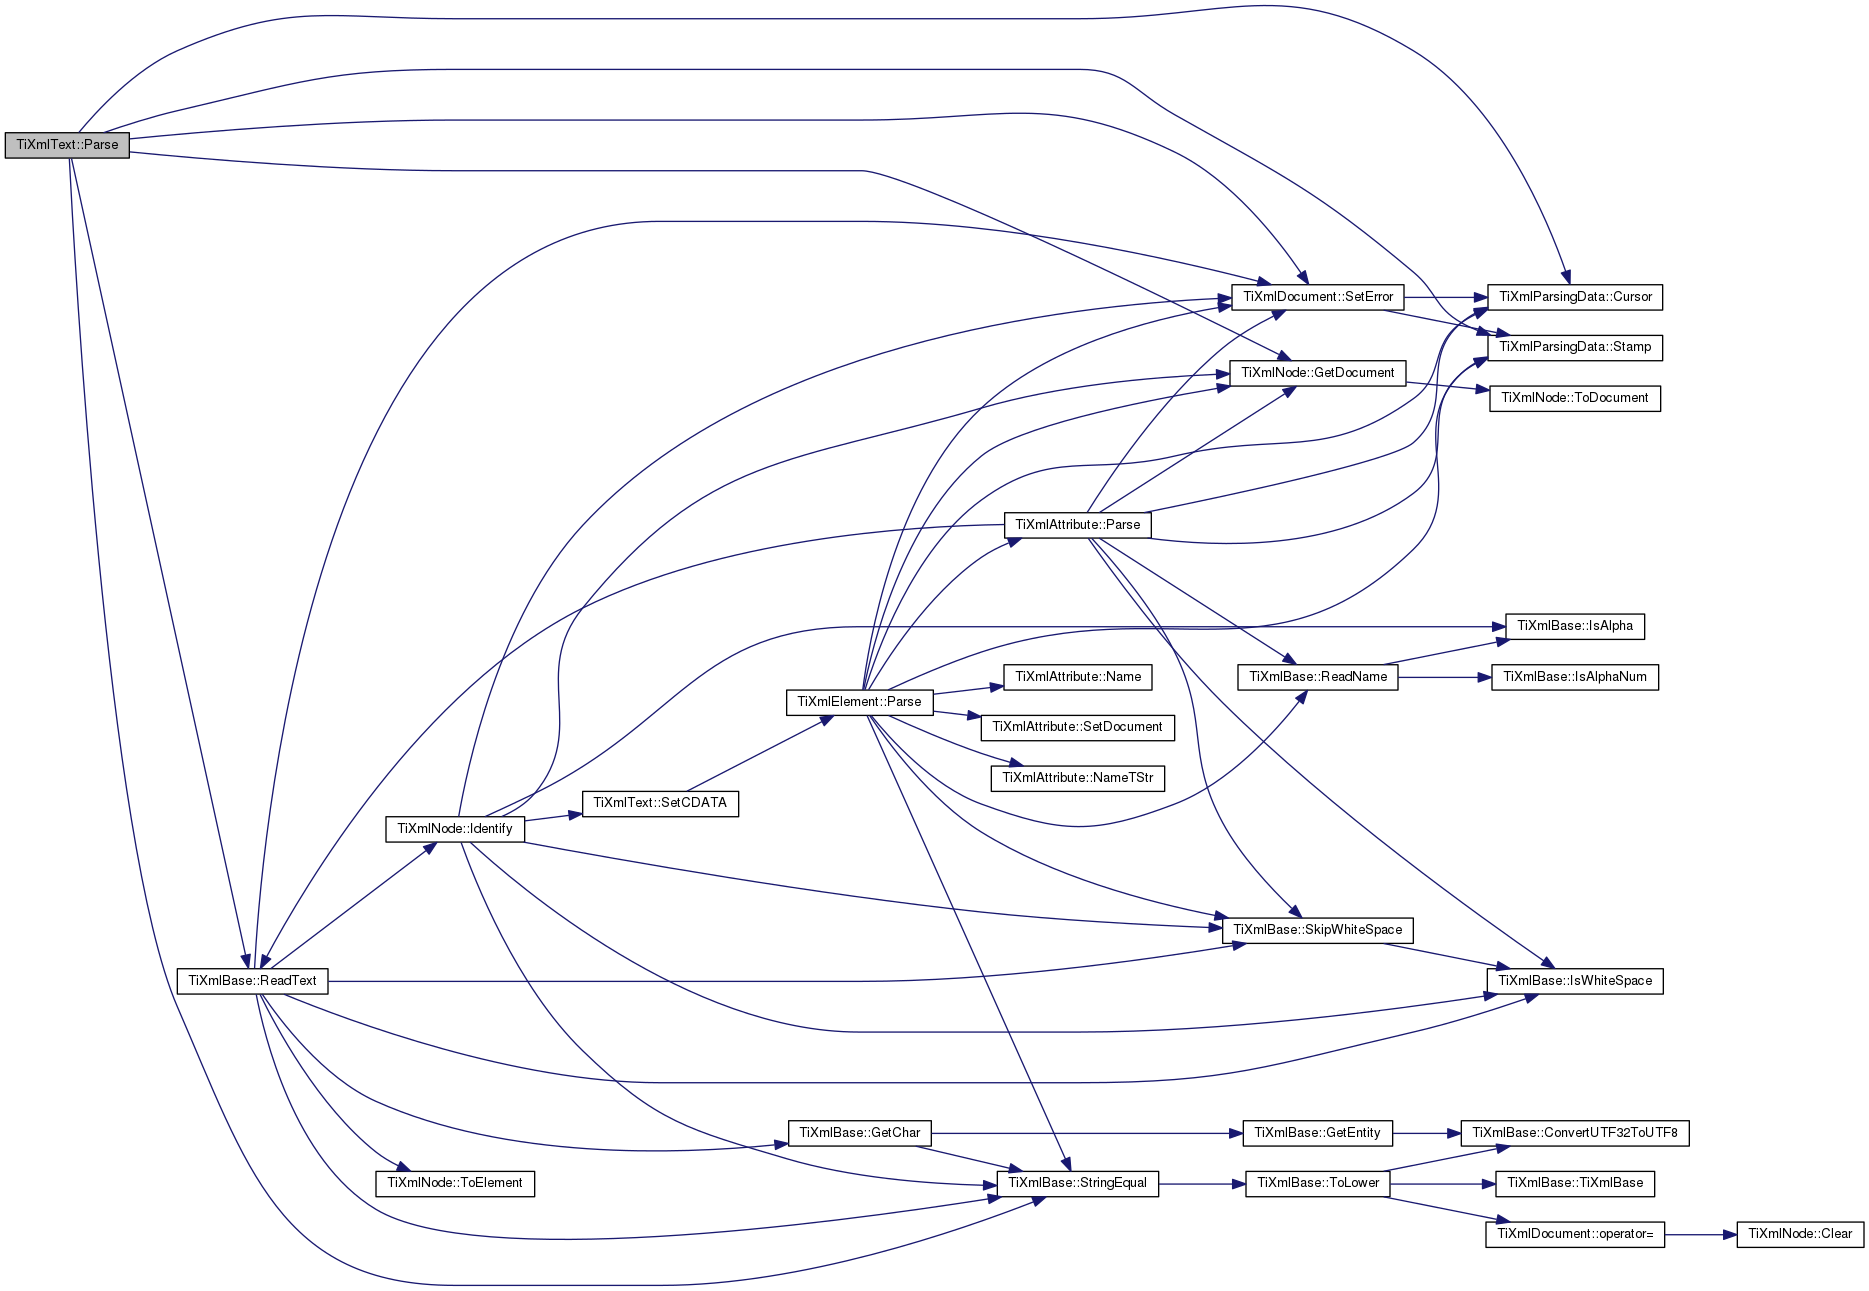 TiXmlText::Parse
TiXmlDocument::SetError
TiXmlParsingData::Cursor
TiXmlParsingData::Stamp
TiXmlNode::GetDocument
TiXmlNode::ToDocument
TiXmlAttribute::Parse
TiXmlBase::IsAlpha
TiXmlBase::ReadName
TiXmlBase::IsAlphaNum
TiXmlAttribute::Name
TiXmlElement::Parse
TiXmlAttribute::SetDocument
TiXmlAttribute::NameTStr
TiXmlText::SetCDATA
TiXmlNode::Identify
TiXmlBase::SkipWhiteSpace
TiXmlBase::ReadText
TiXmlBase::IsWhiteSpace
TiXmlBase::GetChar
TiXmlBase::GetEntity
TiXmlBase::ConvertUTF32ToUTF8
TiXmlNode::ToElement
TiXmlBase::StringEqual
TiXmlBase::ToLower
TiXmlBase::TiXmlBase
TiXmlDocument::operator=
TiXmlNode::Clear